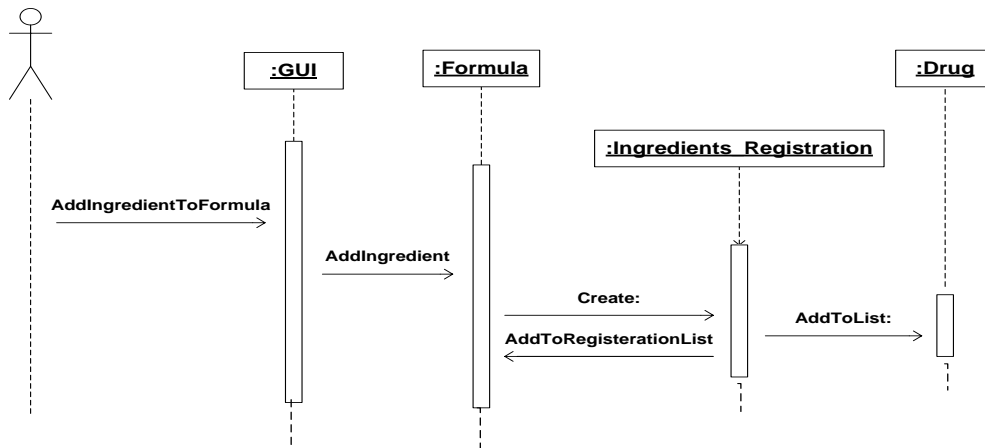 :GUI
:Formula
:Drug
:Ingredients_Registration
AddIngredientToFormula
AddIngredient
Create:
AddToList:
AddToRegisterationList